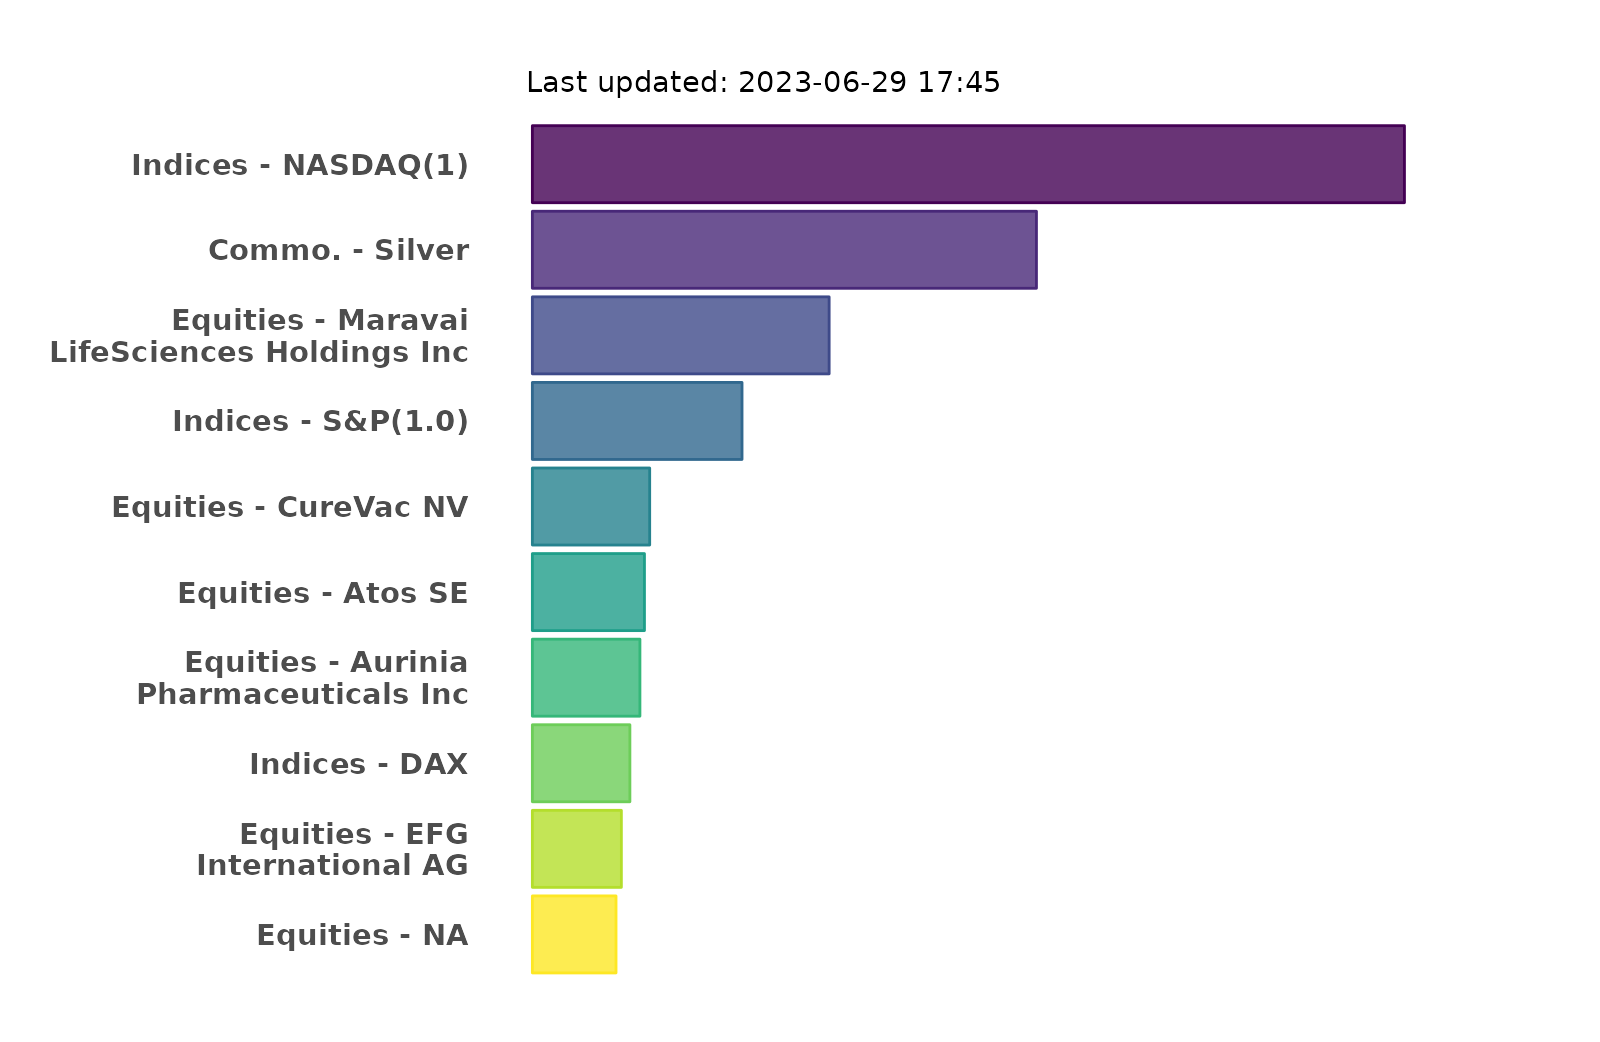 Last updated: 2023-06-29 17:45
Indices - NASDAQ(1)
Commo. - Silver
Equities - Maravai
LifeSciences Holdings Inc
Indices - S&P(1.0)
Equities - CureVac NV
Equities - Atos SE
Equities - Aurinia
Pharmaceuticals Inc
Indices - DAX
Equities - EFG
International AG
Equities - NA